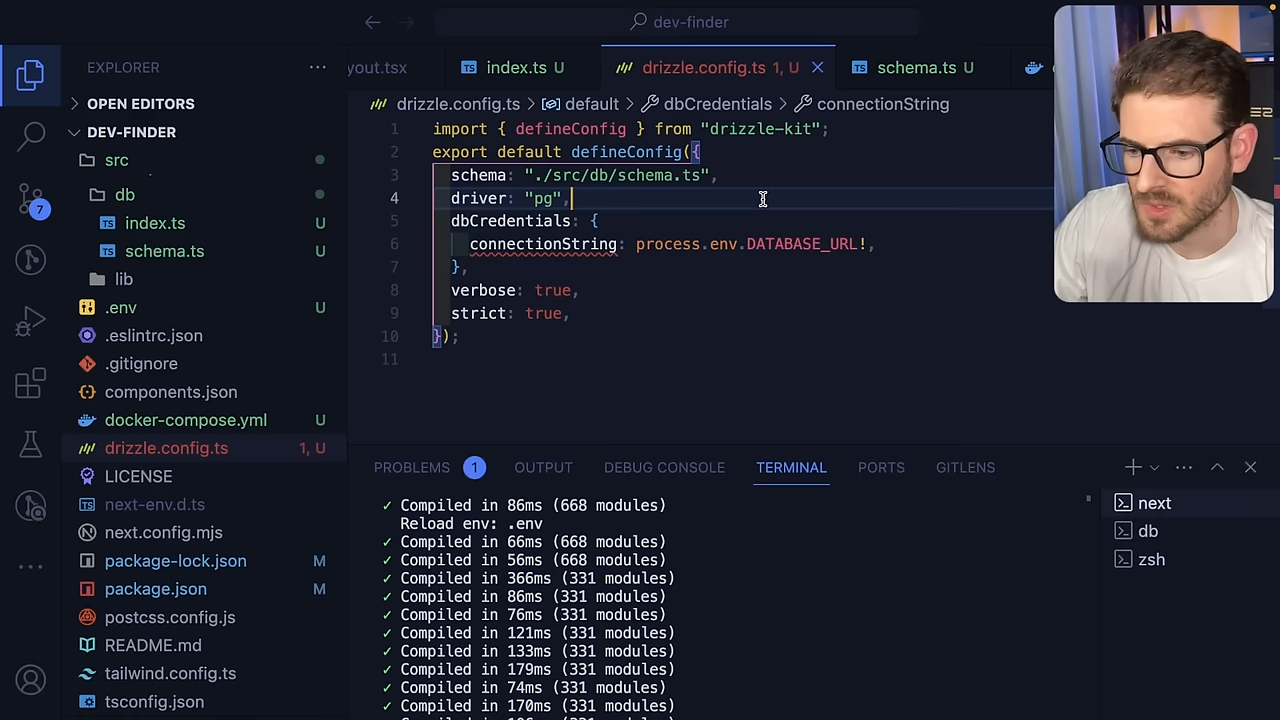 dev-finder
EXPLORER
OPEN EDITORS
DEV-FINDER
src
db
index.ts U
schema.ts U
lib
.env U
.eslintrc.json
.gitignore
components.json
docker-compose.yml U
drizzle.config.ts 1, U
LICENSE
next-env.d.ts
next.config.mjs
package-lock.json M
package.json M
postcss.config.js
README.md
tailwind.config.ts
tsconfig.json
7
yout.tsx
TS index.ts U
drizzle.config.ts 1, U
TS schema.ts U
drizzle.config.ts > default > dbCredentials > connectionString
1 import { defineConfig } from "drizzle-kit";
2 export default defineConfig({
3 schema: "./src/db/schema.ts",
4 driver: "pg",
5 dbCredentials: {
6 connectionString: process.env.DATABASE_URL!,
7 },
8 verbose: true,
9 strict: true,
10 });
11
PROBLEMS 1 OUTPUT DEBUG CONSOLE TERMINAL PORTS GITLENS
✓ Compiled in 86ms (668 modules)
Reload env: .env
✓ Compiled in 66ms (668 modules)
✓ Compiled in 56ms (668 modules)
✓ Compiled in 366ms (331 modules)
✓ Compiled in 86ms (331 modules)
✓ Compiled in 76ms (331 modules)
✓ Compiled in 121ms (331 modules)
✓ Compiled in 133ms (331 modules)
✓ Compiled in 179ms (331 modules)
✓ Compiled in 74ms (331 modules)
✓ Compiled in 170ms (331 modules)
next
db
zsh